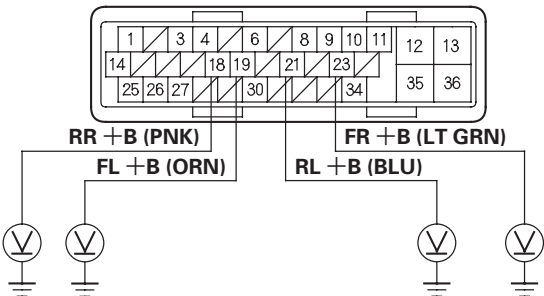 1 3 4 6 8 9 10 11 12 13
14 18 19 21 23
25 26 27 30 34 35 36
RR +B (PNK) FR +B (LT GRN)
FL +B (ORN) RL +B (BLU)
V V V V